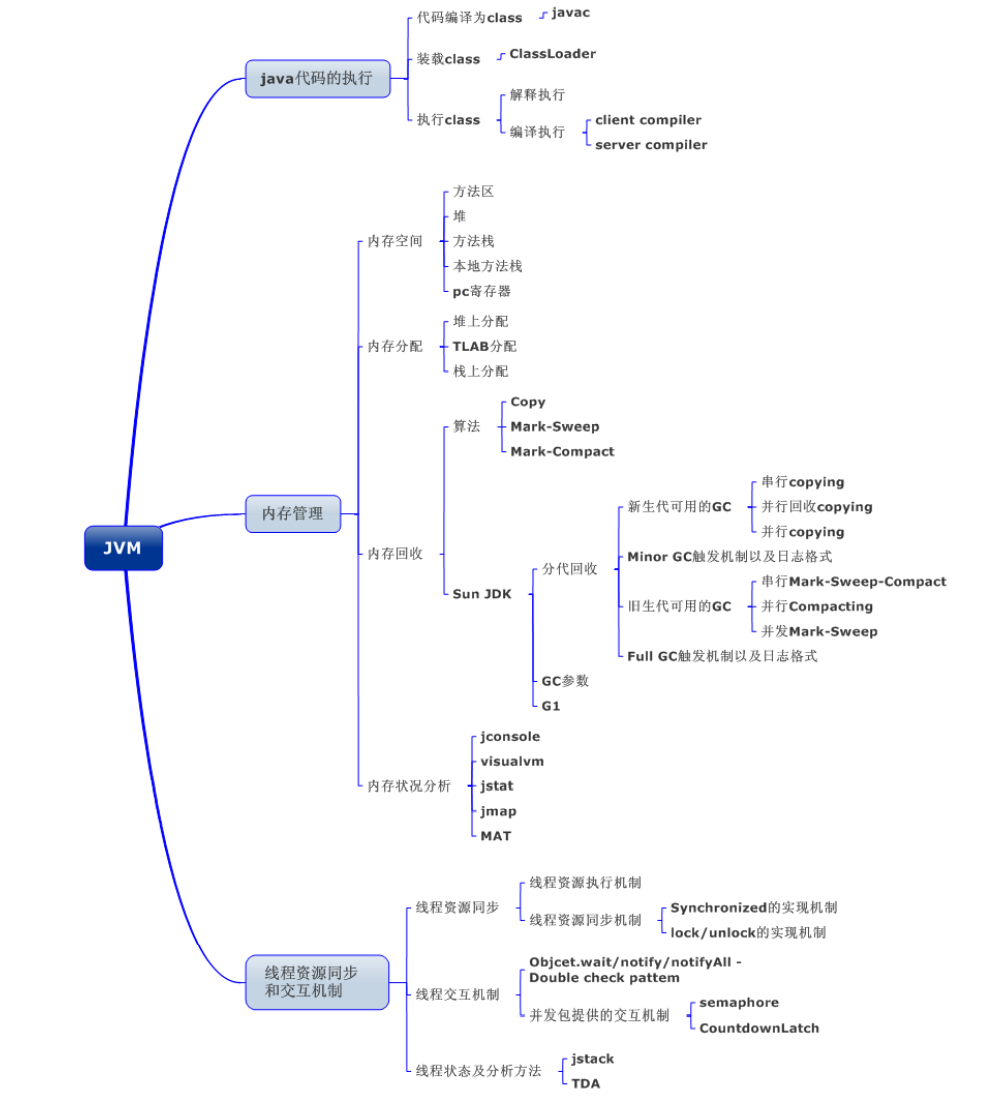 JVM
java代码的执行
代码编译为class
javac
装载class
ClassLoader
执行class
解释执行
编译执行
client compiler
server compiler
内存管理
内存空间
方法区
堆
方法栈
本地方法栈
pc寄存器
内存分配
堆上分配
TLAB分配
栈上分配
内存回收
算法
Copy
Mark-Sweep
Mark-Compact
Sun JDK
分代回收
新生代可用的GC
串行copying
并行回收copying
并行copying
Minor GC触发机制以及日志格式
旧生代可用的GC
串行Mark-Sweep-Compact
并行Compacting
并发Mark-Sweep
Full GC触发机制以及日志格式
GC参数
G1
内存状况分析
jconsole
visualvm
jstat
jmap
MAT
线程资源同步
和交互机制
线程资源同步
线程资源执行机制
线程资源同步机制
Synchronized的实现机制
lock/unlock的实现机制
线程交互机制
Objcet.wait/notify/notifyAll -
Double check pattem
并发包提供的交互机制
semaphore
CountdownLatch
线程状态及分析方法
jstack
TDA